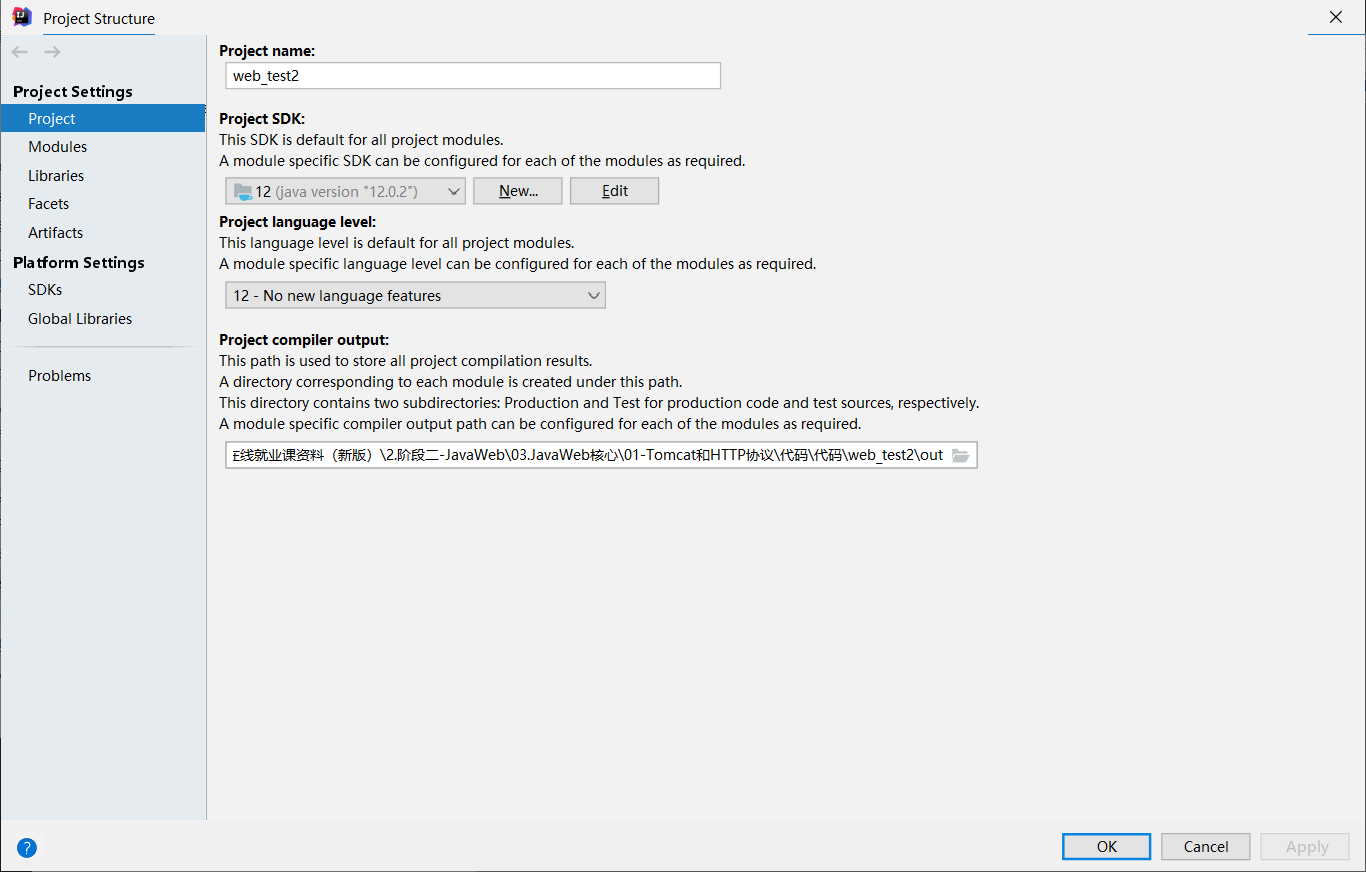 Project Structure
Project Settings
Project
Modules
Libraries
Facets
Artifacts
Platform Settings
SDKs
Global Libraries
Problems
Project name:
web_test2
Project SDK:
This SDK is default for all project modules.
A module specific SDK can be configured for each of the modules as required.
12 (java version "12.0.2") New... Edit
Project language level:
This language level is default for all project modules.
A module specific language level can be configured for each of the modules as required.
12 - No new language features
Project compiler output:
This path is used to store all project compilation results.
A directory corresponding to each module is created under this path.
This directory contains two subdirectories: Production and Test for production code and test sources, respectively.
A module specific compiler output path can be configured for each of the modules as required.
线就业课资料（新版）\2.阶段二-JavaWeb\03.JavaWeb核心\01-Tomcat和HTTP协议\代码\代码\web_test2\out
? OK Cancel Apply